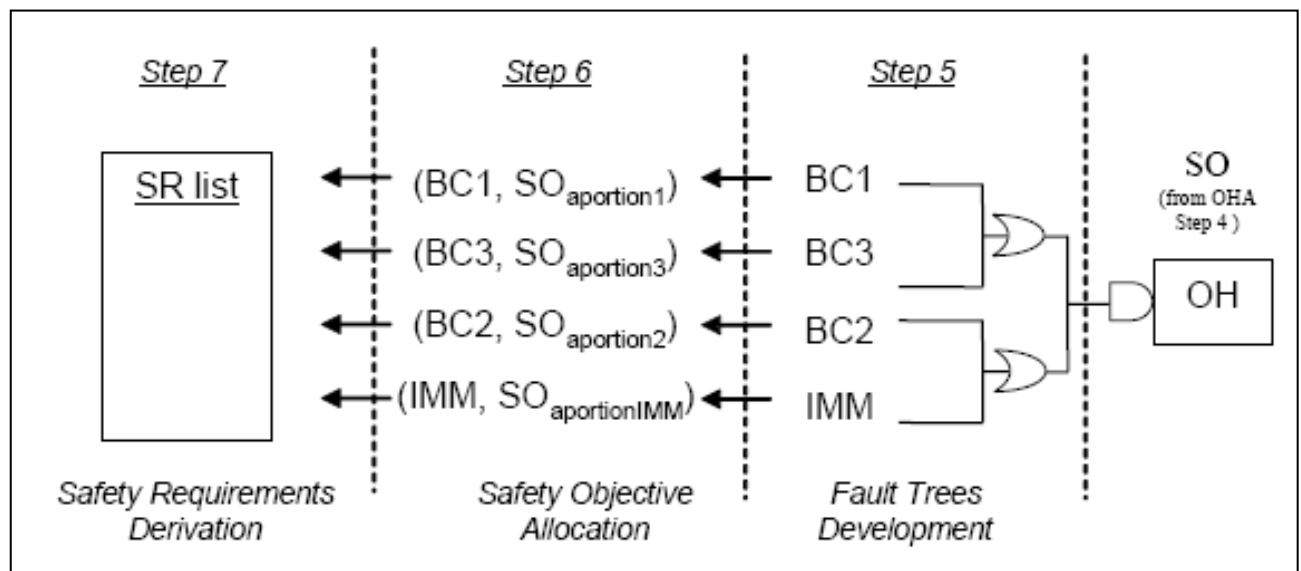 Step 7
Step 6
Step 5
SR list
(BC1, SOaportion1)
BC1
SO
(from OHA
Step 4 )
(BC3, SOaportion3)
BC3
OH
(BC2, SOaportion2)
BC2
(IMM, SOaportionIMM)
IMM
Safety Requirements
Derivation
Safety Objective
Allocation
Fault Trees
Development